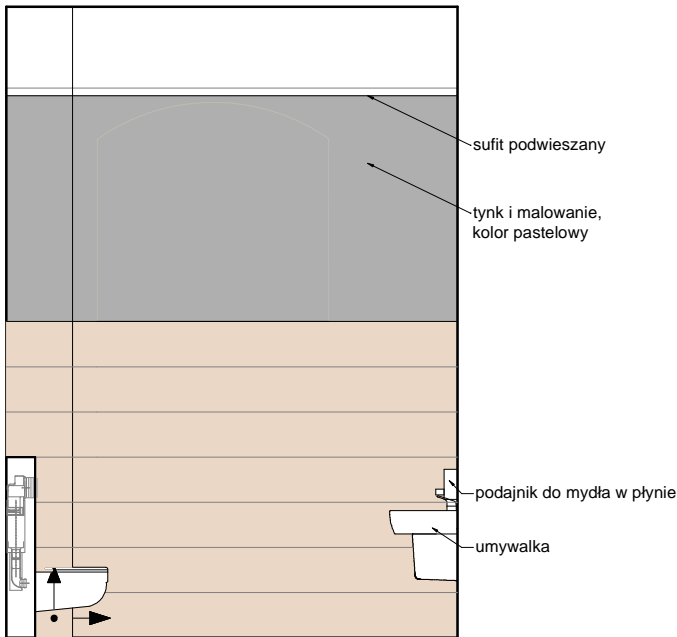 sufit podwieszany
tynk i malowanie,
kolor pastelowy
podajnik do mydła w płynie
umywalka